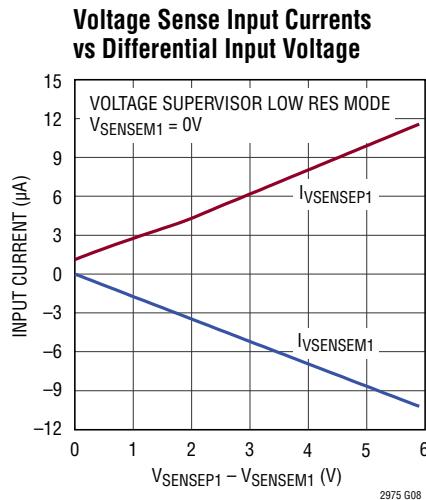 Voltage Sense Input Currents
vs Differential Input Voltage
15
12
9
6
3
0
–3
–6
–9
–12
INPUT CURRENT (µA)
VOLTAGE SUPERVISOR LOW RES MODE
VSENSEM1 = 0V
IVSENSEP1
IVSENSEM1
0 1 2 3 4 5 6
VSENSEP1 – VSENSEM1 (V)
2975 G08